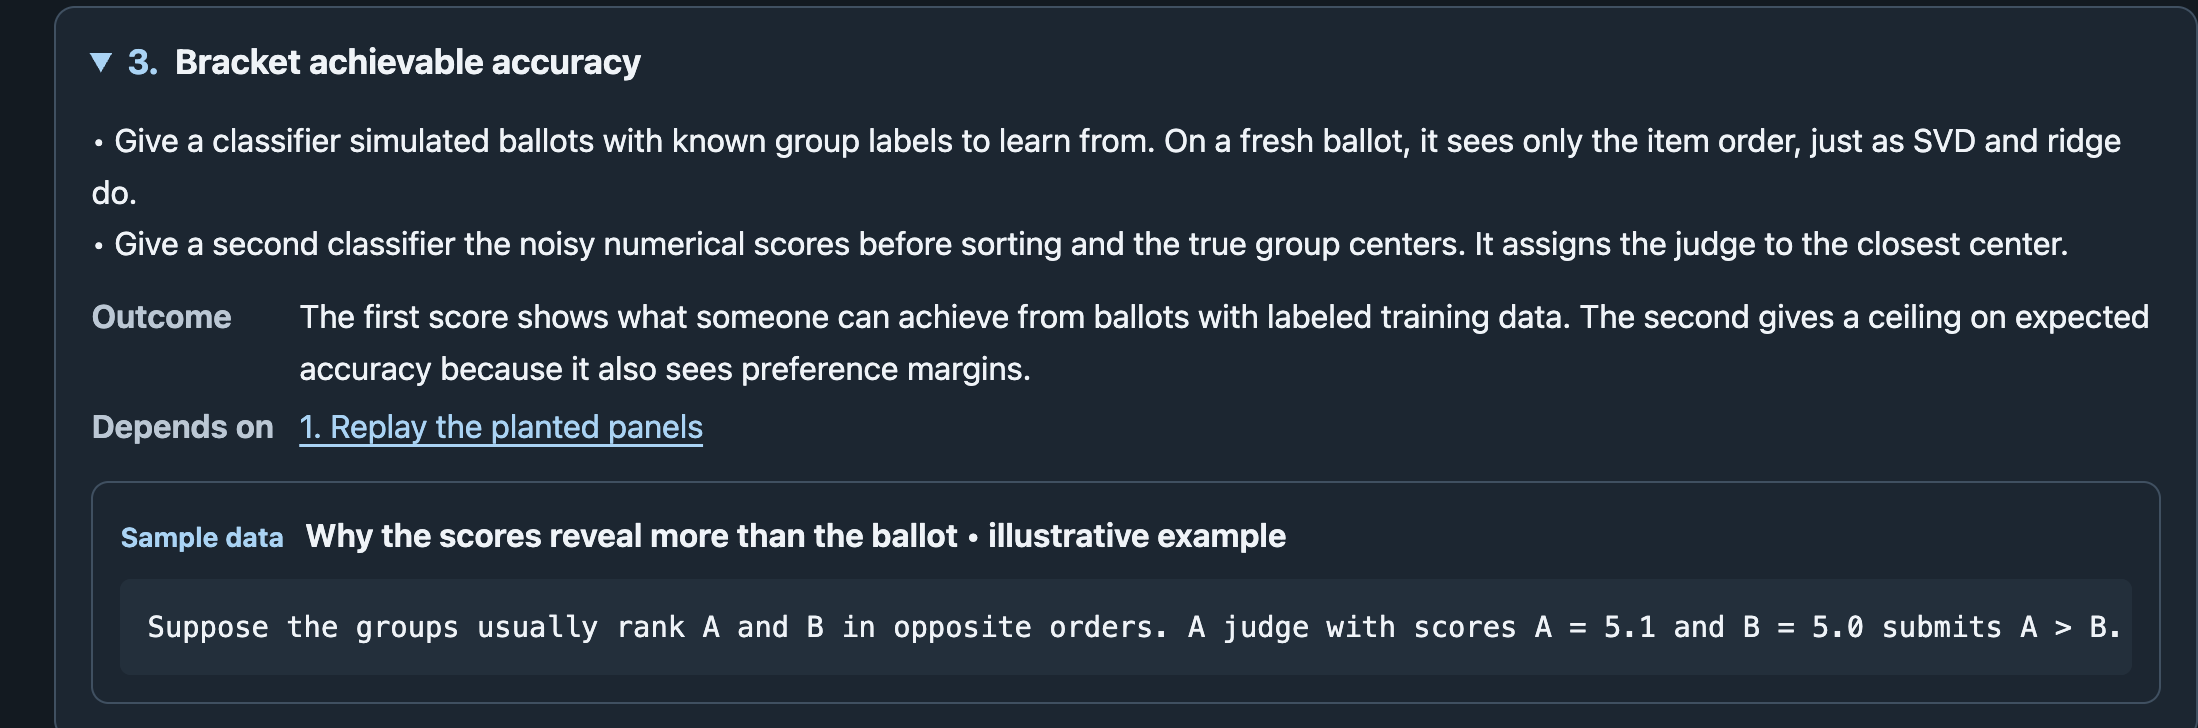 ▼ 3. Bracket achievable accuracy
• Give a classifier simulated ballots with known group labels to learn from. On a fresh ballot, it sees only the item order, just as SVD and ridge
do.
• Give a second classifier the noisy numerical scores before sorting and the true group centers. It assigns the judge to the closest center.
Outcome The first score shows what someone can achieve from ballots with labeled training data. The second gives a ceiling on expected
accuracy because it also sees preference margins.
Depends on 1. Replay the planted panels
Sample data Why the scores reveal more than the ballot • illustrative example
Suppose the groups usually rank A and B in opposite orders. A judge with scores A = 5.1 and B = 5.0 submits A > B.